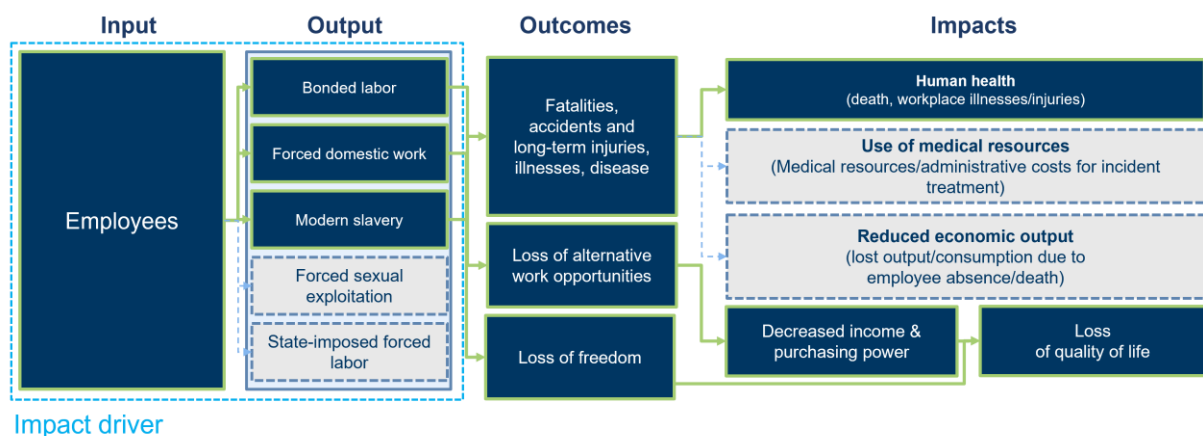 Input
Output
Outcomes
Impacts
Employees
Bonded labor
Forced domestic work
Modern slavery
Forced sexual
exploitation
State-imposed forced
labor
Fatalities,
accidents and
long-term injuries,
illnesses, disease
Loss of alternative
work opportunities
Loss of freedom
Human health
(death, workplace illnesses/injuries)
Use of medical resources
(Medical resources/administrative costs for incident
treatment)
Reduced economic output
(lost output/consumption due to
employee absence/death)
Decreased income &
purchasing power
Loss
of quality of life
Impact driver